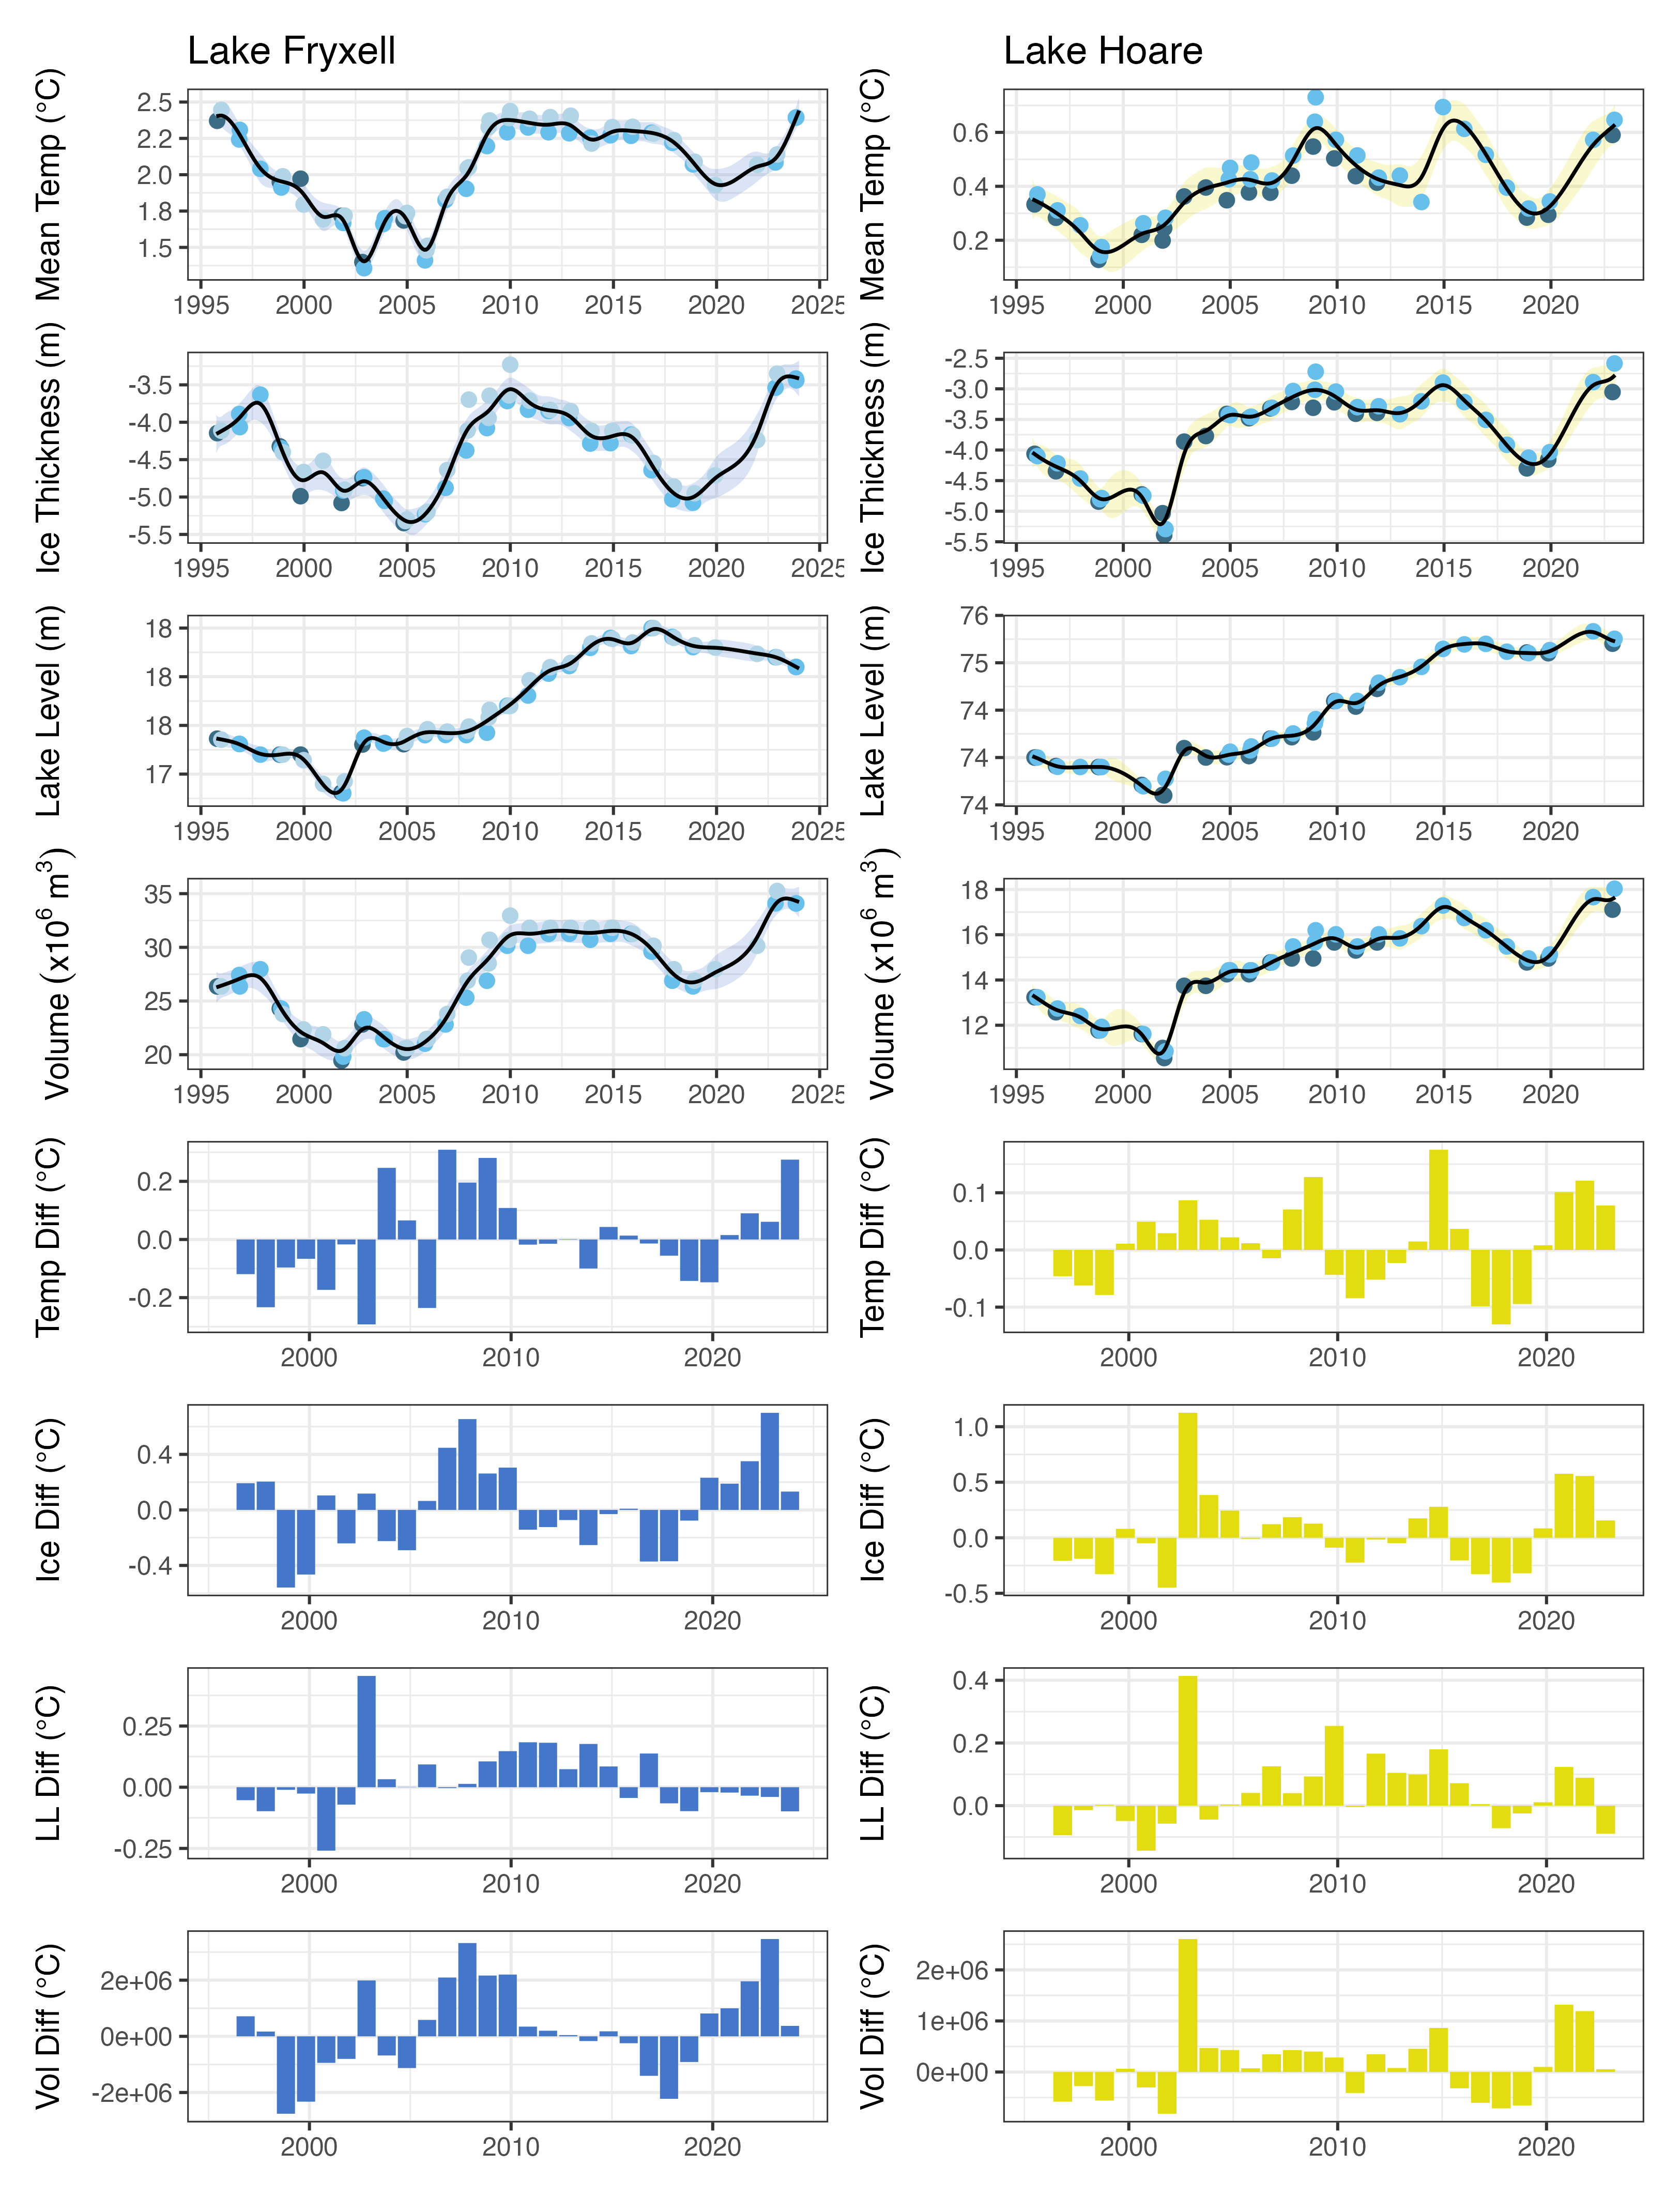 Lake Fryxell
Lake Hoare
Mean Temp (°C)
2.5
2.2
2.0
1.8
1.5
1995 2000 2005 2010 2015 2020 2025
Mean Temp (°C)
0.6
0.4
0.2
1995 2000 2005 2010 2015 2020
Ice Thickness (m)
-3.5
-4.0
-4.5
-5.0
-5.5
1995 2000 2005 2010 2015 2020 2025
Ice Thickness (m)
-2.5
-3.0
-3.5
-4.0
-4.5
-5.0
-5.5
1995 2000 2005 2010 2015 2020
Lake Level (m)
18
18
18
17
1995 2000 2005 2010 2015 2020 2025
Lake Level (m)
76
75
74
74
74
1995 2000 2005 2010 2015 2020
Volume (x10⁶ m³)
35
30
25
20
1995 2000 2005 2010 2015 2020 2025
Volume (x10⁶ m³)
18
16
14
12
1995 2000 2005 2010 2015 2020
Temp Diff (°C)
0.2
0.0
-0.2
2000 2010 2020
Temp Diff (°C)
0.1
0.0
-0.1
2000 2010 2020
Ice Diff (°C)
0.4
0.0
-0.4
2000 2010 2020
Ice Diff (°C)
1.0
0.5
0.0
-0.5
2000 2010 2020
LL Diff (°C)
0.25
0.00
-0.25
2000 2010 2020
LL Diff (°C)
0.4
0.2
0.0
2000 2010 2020
Vol Diff (°C)
2e+06
0e+00
-2e+06
2000 2010 2020
Vol Diff (°C)
2e+06
1e+06
0e+00
2000 2010 2020